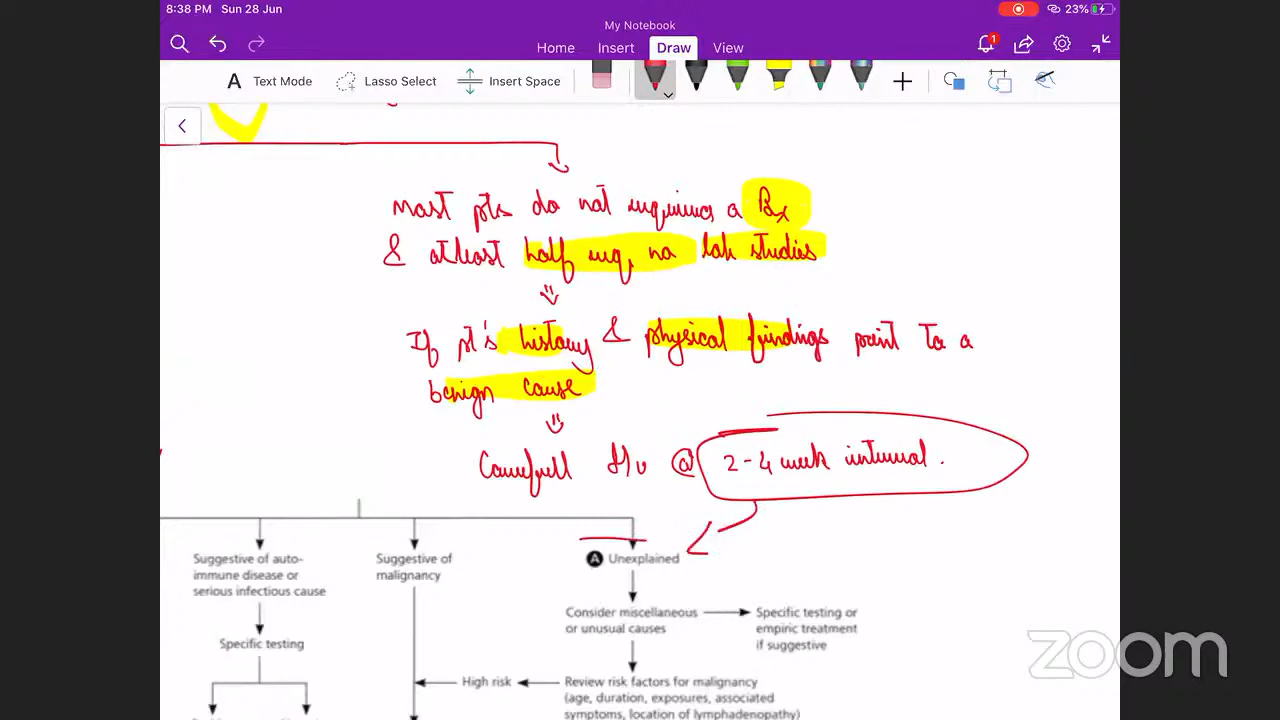 8:38 PM Sun 28 Jun
23%
My Notebook
Home Insert Draw View
1
Text Mode Lasso Select Insert Space
Most pts do not requires a Bx
& atleast half req. no lab studies
If pt's history & physical findings point to a
benign cause
Carefull f/u @ 2-4 week interval.
Suggestive of auto-
immune disease or
serious infectious cause
Suggestive of
malignancy
A Unexplained
Consider miscellaneous
or unusual causes
Specific testing or
empiric treatment
if suggestive
Specific testing
High risk
Review risk factors for malignancy
(age, duration, exposures, associated
symptoms, location of lymphadenopathy)
zoom